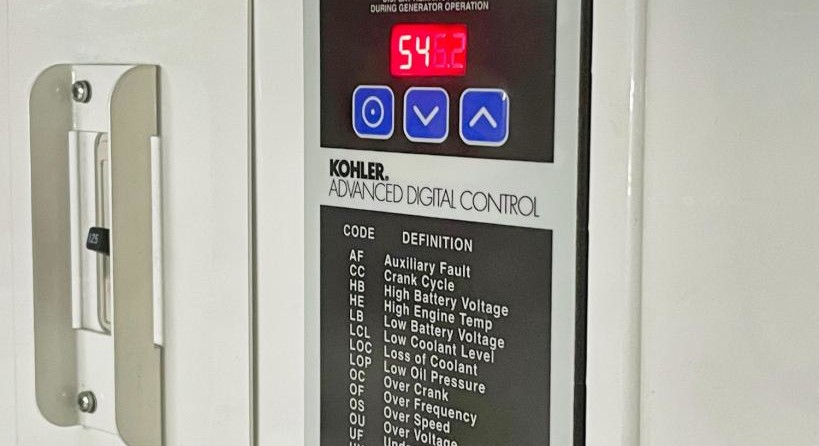 DURING GENERATOR OPERATION
546.2
KOHLER.
ADVANCED DIGITAL CONTROL
CODE DEFINITION
AF Auxiliary Fault
CC Crank Cycle
HB High Battery Voltage
HE High Engine Temp
LB Low Battery Voltage
LCL Low Coolant Level
LOC Loss of Coolant
LOP Low Oil Pressure
OC Over Crank
OF Over Frequency
OS Over Speed
OU Over Voltage
UF
125